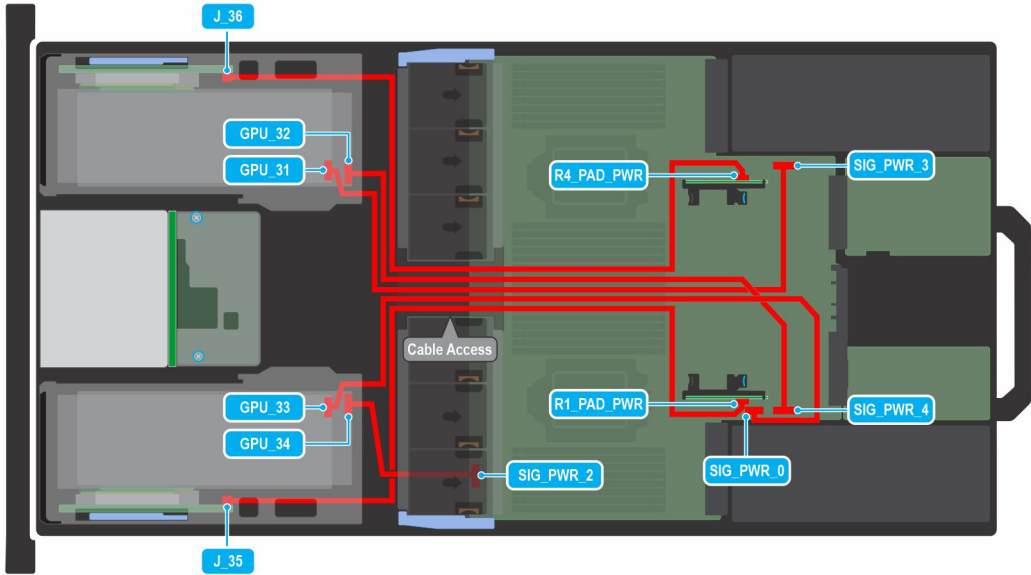 J_36
GPU_32
GPU_31
R4_PAD_PWR
SIG_PWR_3
Cable Access
GPU_33
R1_PAD_PWR
SIG_PWR_4
GPU_34
SIG_PWR_2
SIG_PWR_0
J_35